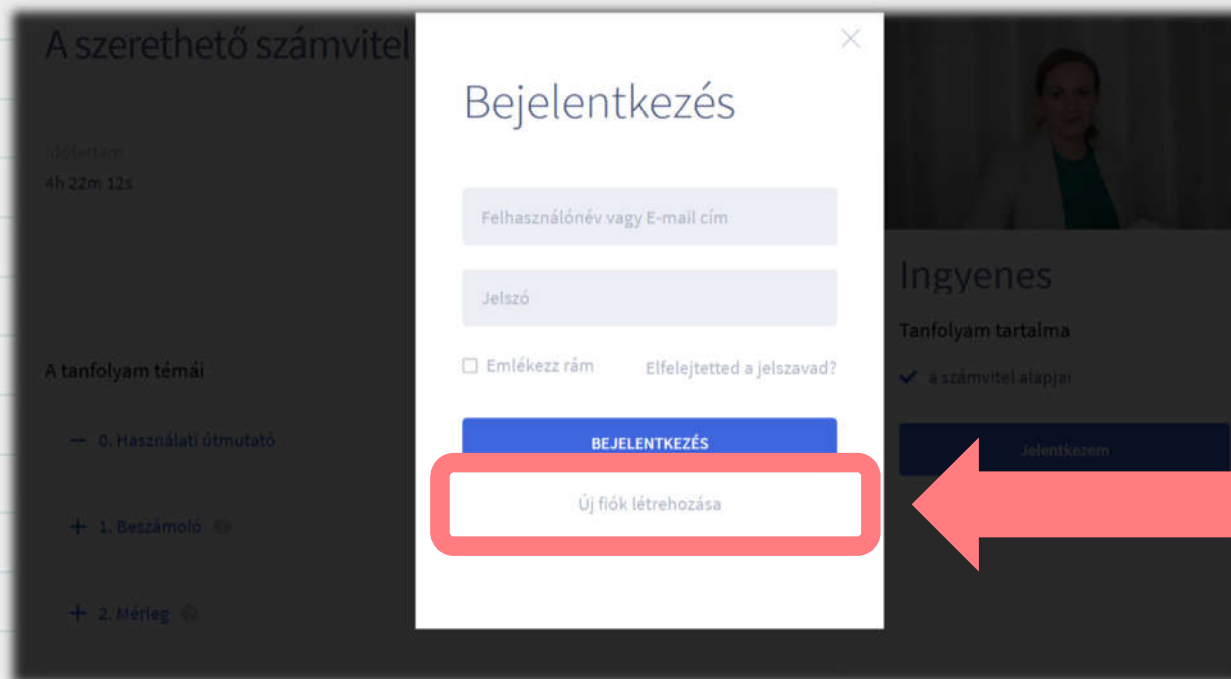 A szerethető számvitel
Időtartam
4h 22m 12s
A tanfolyam témái
0. Használati útmutató
1. Beszámoló
2. Mérleg
Bejelentkezés
Felhasználónév vagy E-mail cím
Jelszó
Emlékezz rám
Elfelejtetted a jelszavad?
BEJELENTKEZÉS
Új fiók létrehozása
Ingyenes
Tanfolyam tartalma
a számvitel alapjai
Jelentkezem